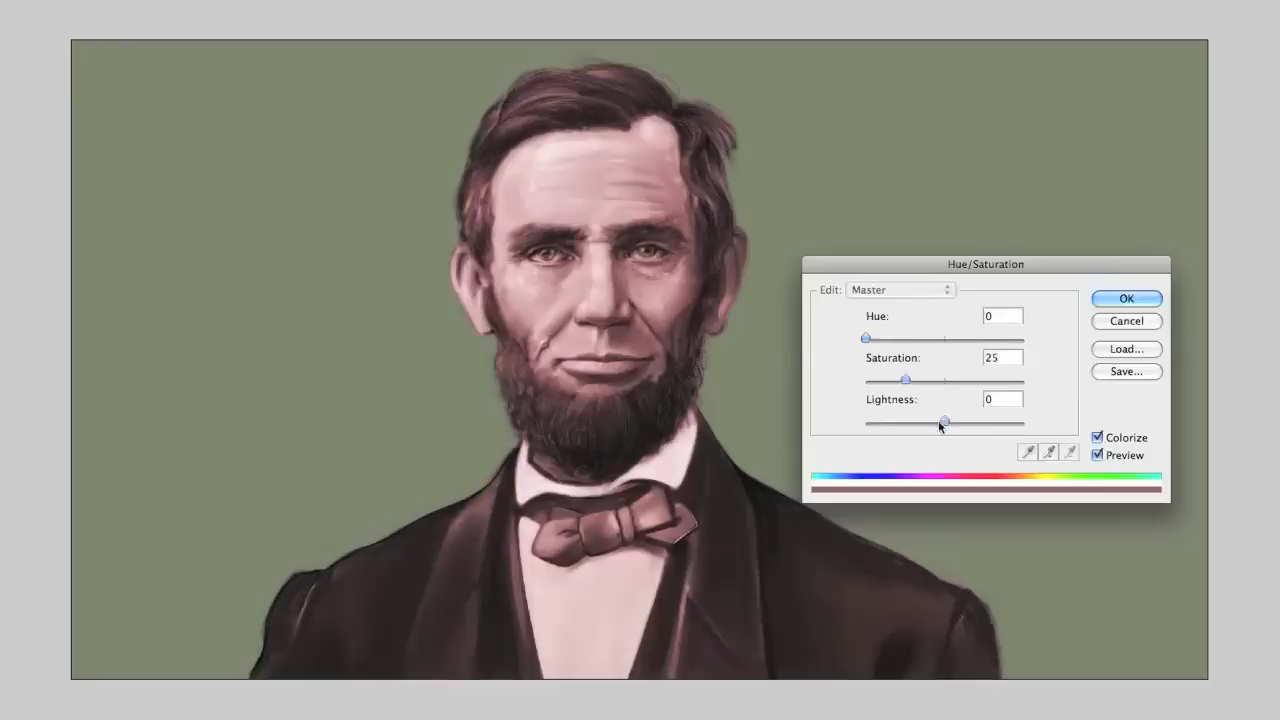 Hue/Saturation
Edit: Master
OK
Hue: 0
Cancel
Load...
Saturation: 25
Save...
Lightness: 0
Colorize
Preview